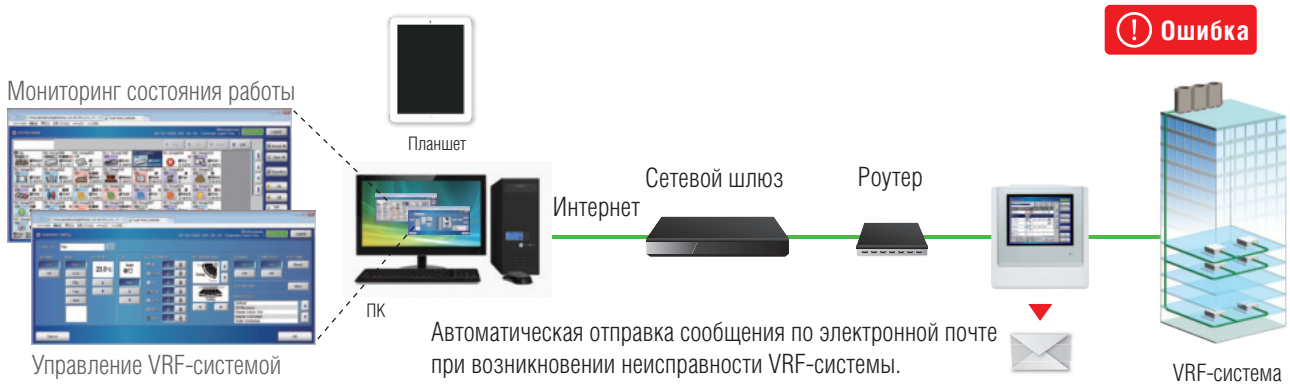 Ошибка
Мониторинг состояния работы
Планшет
Сетевой шлюз
Роутер
Интернет
ПК
Автоматическая отправка сообщения по электронной почте
при возникновении неисправности VRF-системы.
Управление VRF-системой
VRF-система